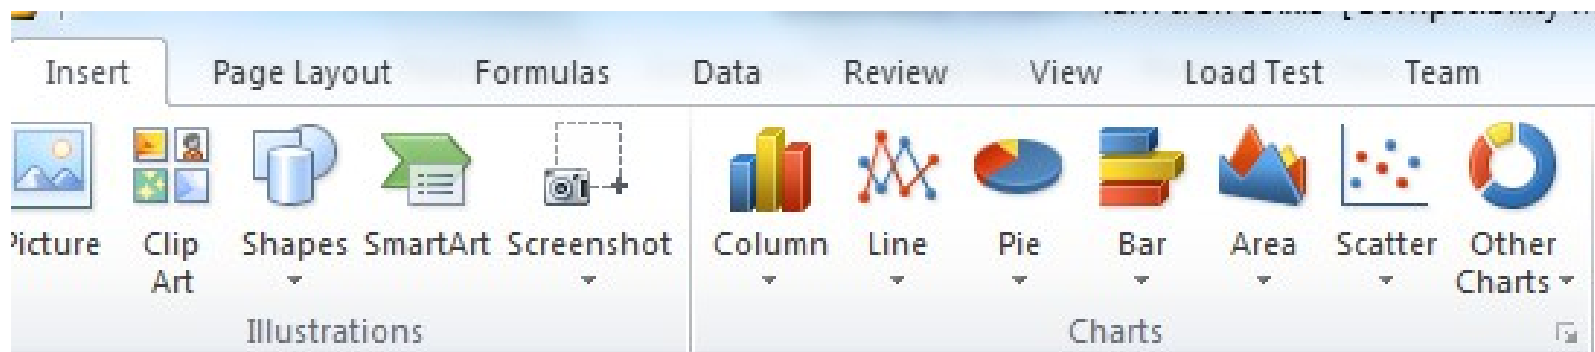 Insert Page Layout Formulas Data Review View Load Test Team
Picture Clip Art Shapes SmartArt Screenshot Column Line Pie Bar Area Scatter Other Charts
Illustrations Charts